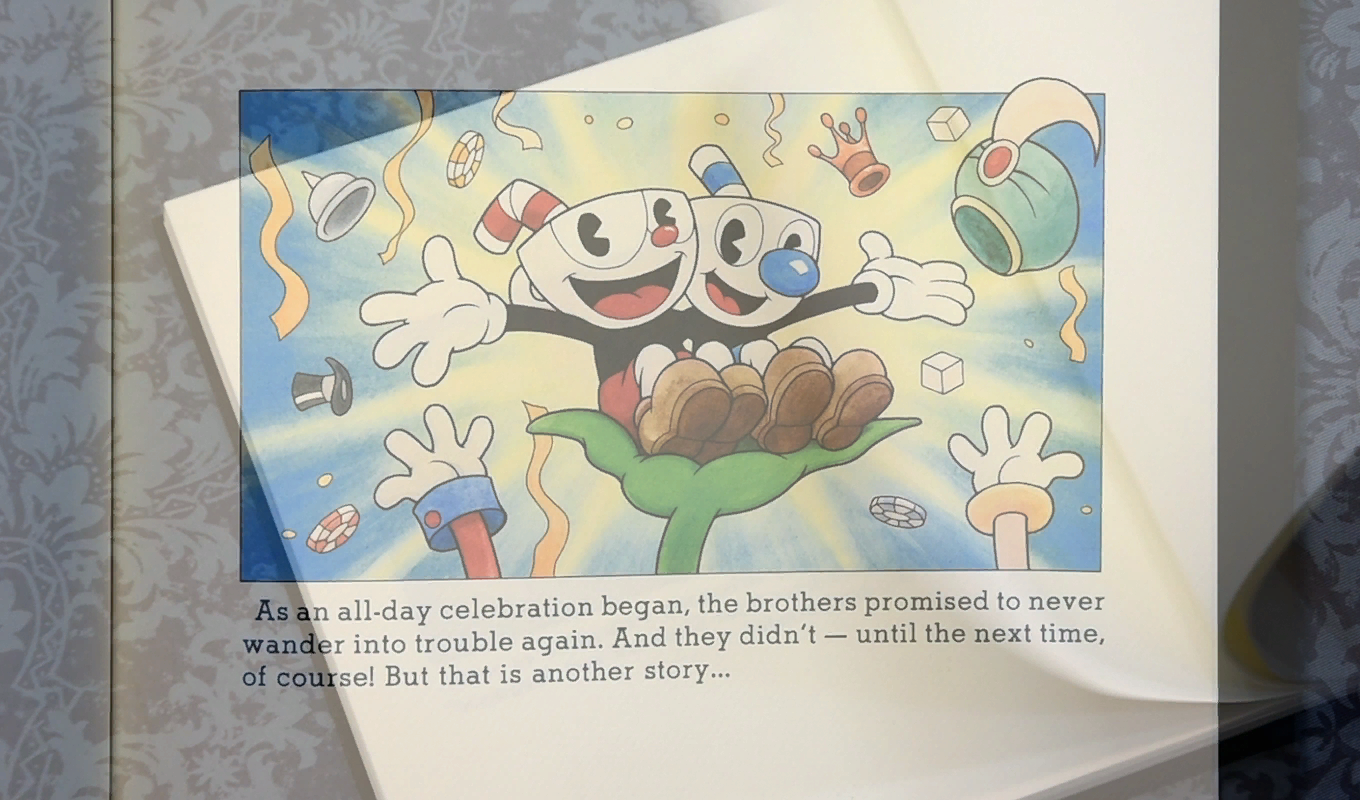 As an all-day celebration began, the brothers promised to never
wander into trouble again. And they didn't — until the next time,
of course! But that is another story...